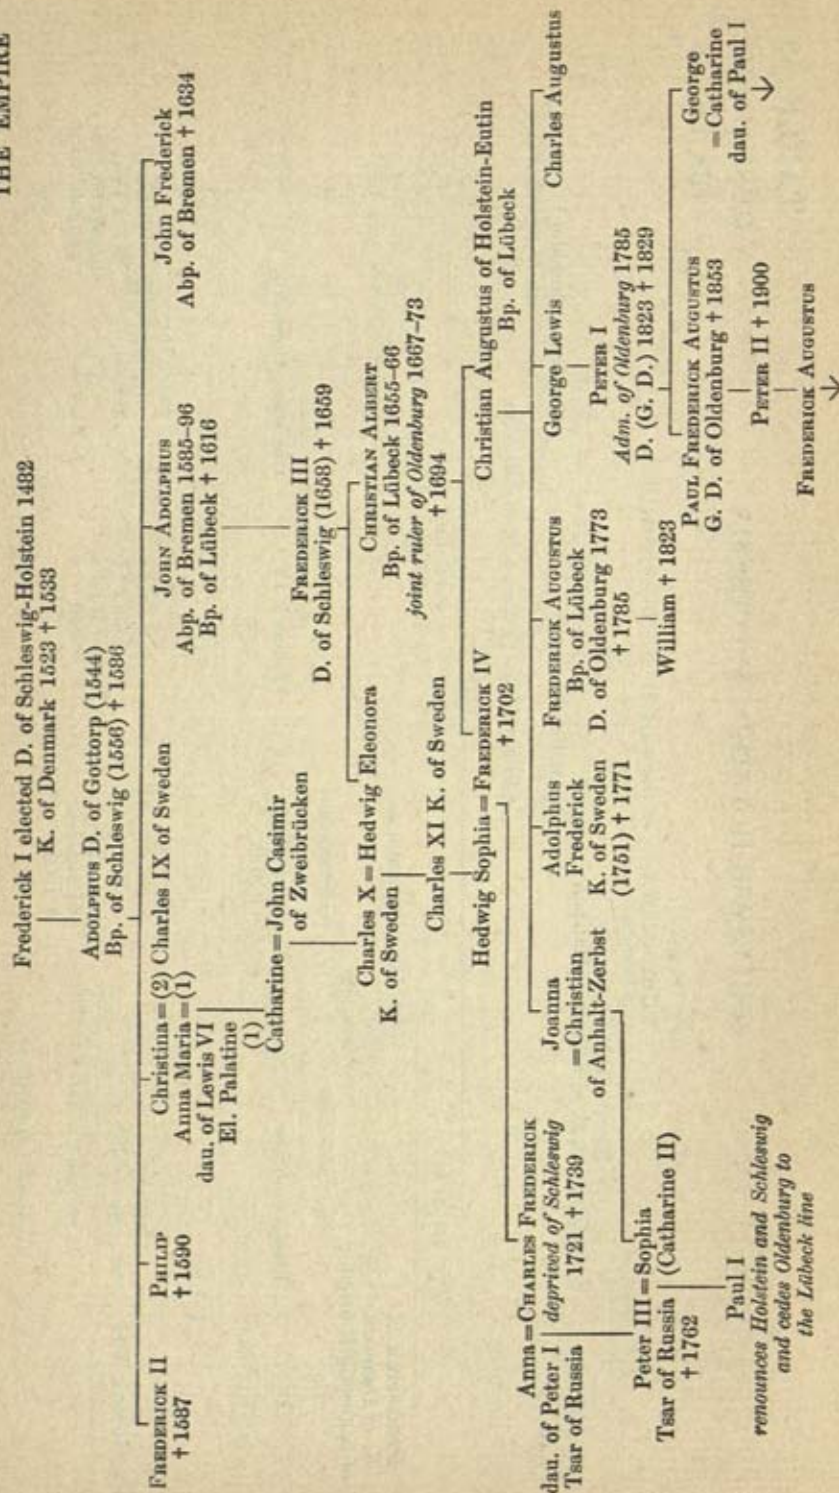 THE EMPIRE
Frederick I elected D. of Schleswig-Holstein 1482
K. of Denmark 1523 † 1533
ADOLPHUS D. of Gottorp (1544)
Bp. of Schleswig (1556) † 1586
FREDERICK II
† 1587
PHILIP
† 1590
Christina=(2) Charles IX of Sweden
Anna Maria=(1)
dau. of Lewis VI
El. Palatine
(1)
JOHN ADOLPHUS
Abp. of Bremen 1585–96
Bp. of Lübeck † 1616
John Frederick
Abp. of Bremen † 1634
Catharine=John Casimir
of Zweibrücken
FREDERICK III
D. of Schleswig (1658) † 1659
Charles X=Hedwig Eleonora
K. of Sweden
CHRISTIAN ALBERT
Bp. of Lübeck 1655–66
joint ruler of Oldenburg 1667–73
† 1694
Charles XI K. of Sweden
Hedwig Sophia=FREDERICK IV
† 1702
Christian Augustus of Holstein-Eutin
Bp. of Lübeck
Anna=CHARLES FREDERICK
dau. of Peter I
Tsar of Russia
deprived of Schleswig
1721 † 1739
Joanna
=Christian
of Anhalt-Zerbst
Adolphus
Frederick
K. of Sweden
(1751) † 1771
FREDERICK AUGUSTUS
Bp. of Lübeck
D. of Oldenburg 1773
† 1785
George Lewis
Charles Augustus
Peter III=Sophia
Tsar of Russia
† 1762
(Catharine II)
William † 1823
PETER I
Adm. of Oldenburg 1785
D. (G. D.) 1823 † 1829
Paul I
renounces Holstein and Schleswig
and cedes Oldenburg to
the Lübeck line
PAUL FREDERICK AUGUSTUS
G. D. of Oldenburg † 1853
George
=Catharine
dau. of Paul I
PETER II † 1900
FREDERICK AUGUSTUS